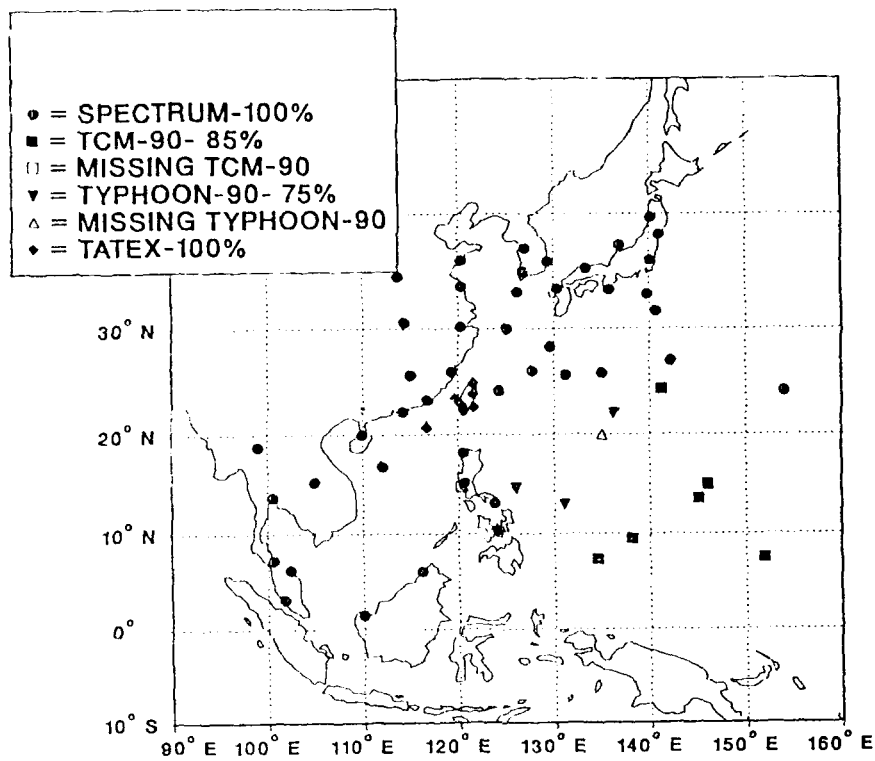 ● = SPECTRUM-100%
■ = TCM-90- 85%
□ = MISSING TCM-90
▼ = TYPHOON-90- 75%
△ = MISSING TYPHOON-90
◆ = TATEX-100%
30° N
20° N
10° N
0°
10° S
90° E 100° E 110° E 120° E 130° E 140° E 150° E 160° E